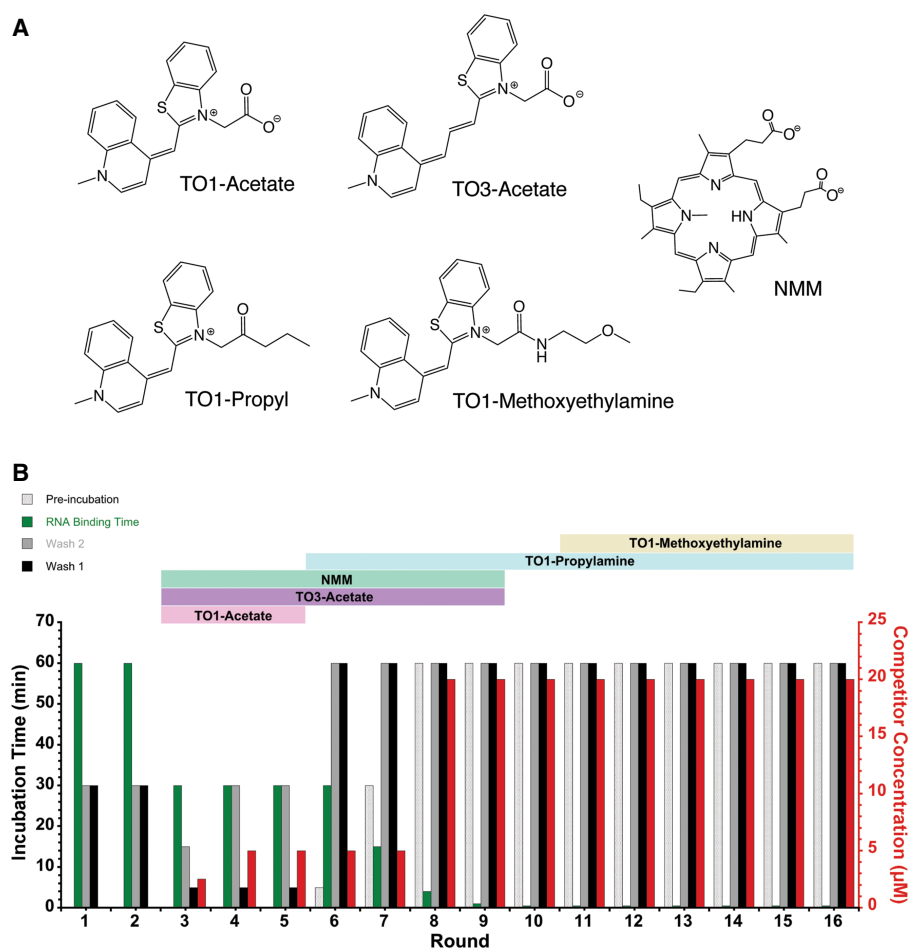 A
TO1-Acetate
TO3-Acetate
NMM
TO1-Propyl
TO1-Methoxyethylamine
S
N
⊕
O
O
⊖
N
S
N
⊕
O
O
⊖
N
O
O
⊖
O
O
⊖
N
N
HN
N
S
N
⊕
O
N
S
N
⊕
O
N
H
O
N
B
Pre-incubation
RNA Binding Time
Wash 2
Wash 1
TO1-Methoxyethylamine
TO1-Propylamine
NMM
TO3-Acetate
TO1-Acetate
Incubation Time (min)
70
60
50
40
30
20
10
0
Competitor Concentration (µM)
25
20
15
10
5
0
1 2 3 4 5 6 7 8 9 10 11 12 13 14 15 16
Round